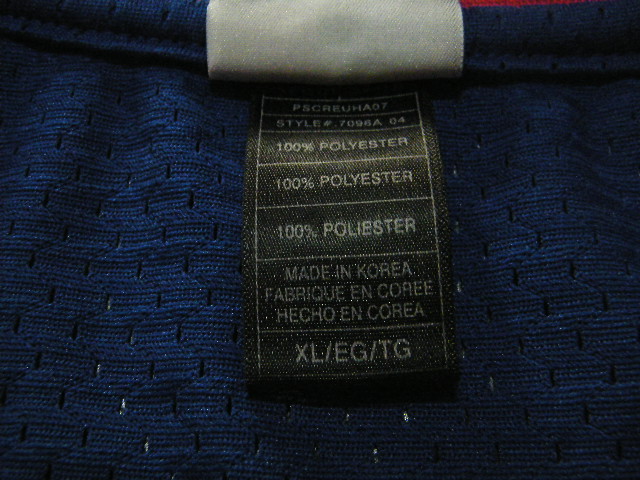 PSCREUHA07
STYLE#.7096A 04
100% POLYESTER
100% POLYESTER
100% POLIESTER
MADE IN KOREA
FABRIQUE EN COREE
HECHO EN COREA
XL/EG/TG